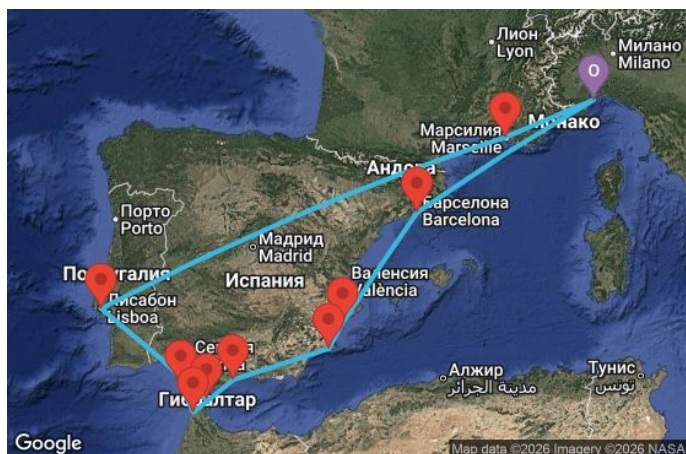 Лион
Lyon
Милано
Milano
O
Марсилия
Marseille
Монако
Андора
Барселона
Barcelona
Порто
Porto
Мадрид
Madrid
Португалия
Лисабон
Lisboa
Испания
Валенсия
València
Гибралтар
Алжир
مدينة الجزائر
Тунис
تونس
Google
Map data ©2026 Imagery ©2026 NASA